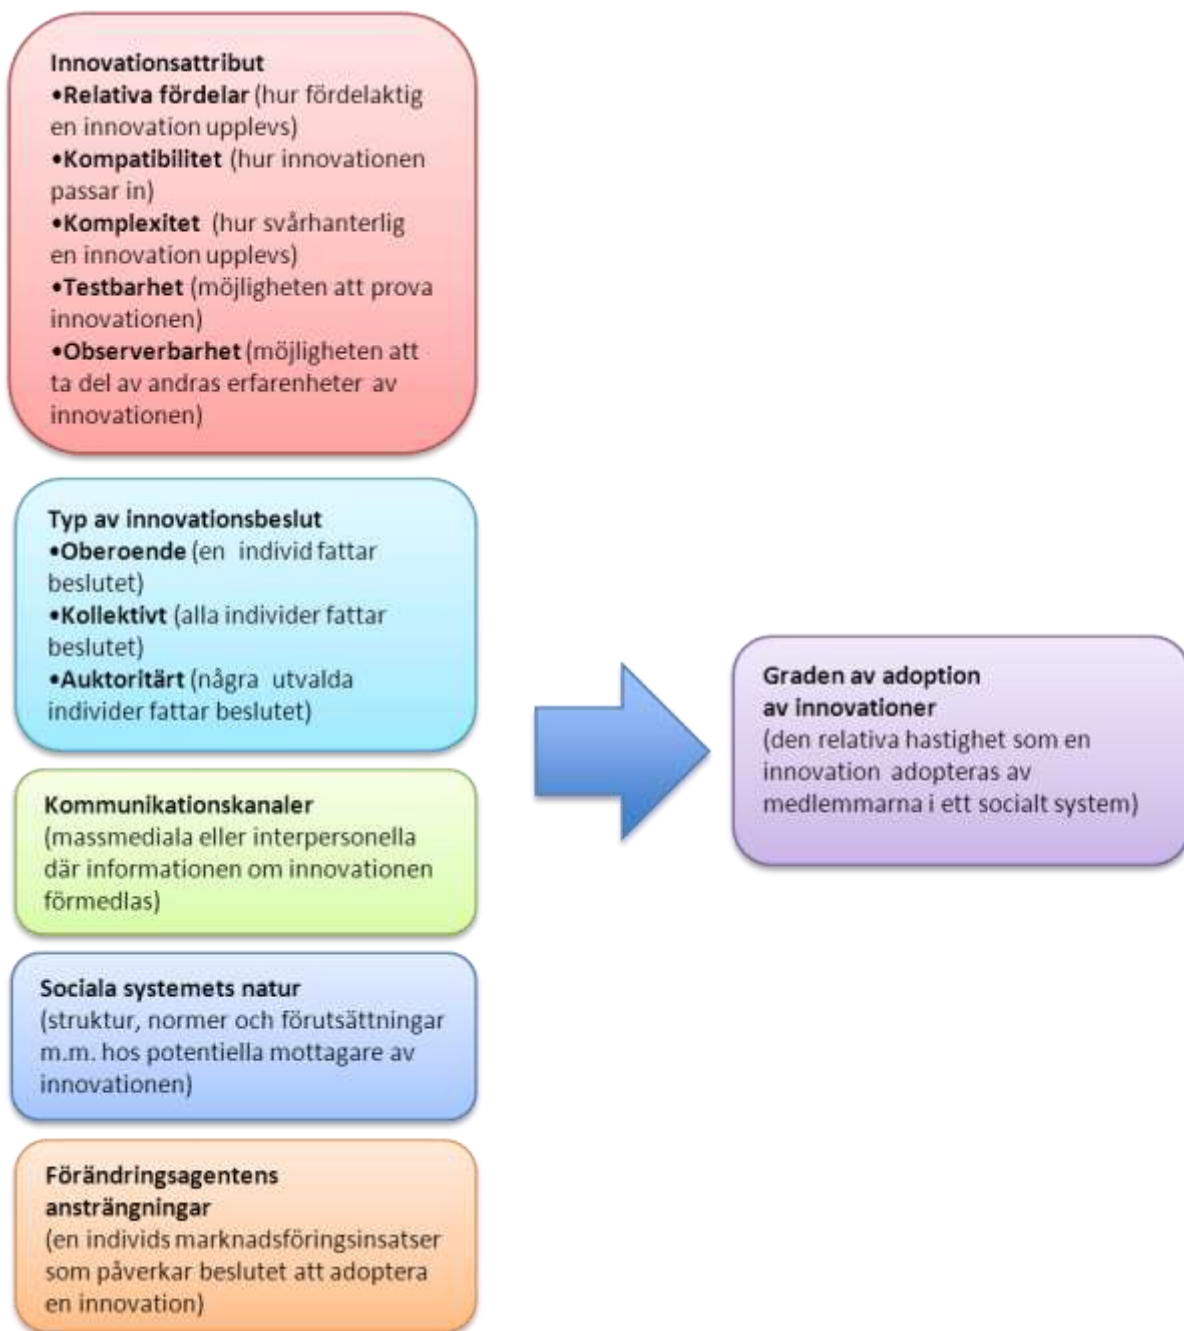 Innovationsattribut
•Relativa fördelar (hur fördelaktig
en innovation upplevs)
•Kompatibilitet (hur innovationen
passar in)
•Komplexitet (hur svårhanterlig
en innovation upplevs)
•Testbarhet (möjligheten att prova
innovationen)
•Observerbarhet (möjligheten att
ta del av andras erfarenheter av
innovationen)
Typ av innovationsbeslut
•Oberoende (en individ fattar
beslutet)
•Kollektivt (alla individer fattar
beslutet)
•Auktoritärt (några utvalda
individer fattar beslutet)
Kommunikationskanaler
(massmediala eller interpersonella
där informationen om innovationen
förmedlas)
Sociala systemets natur
(struktur, normer och förutsättningar
m.m. hos potentiella mottagare av
innovationen)
Förändringsagentens
ansträngningar
(en individs marknadsföringsinsatser
som påverkar beslutet att adoptera
en innovation)
Graden av adoption
av innovationer
(den relativa hastighet som en
innovation adopteras av
medlemmarna i ett socialt system)